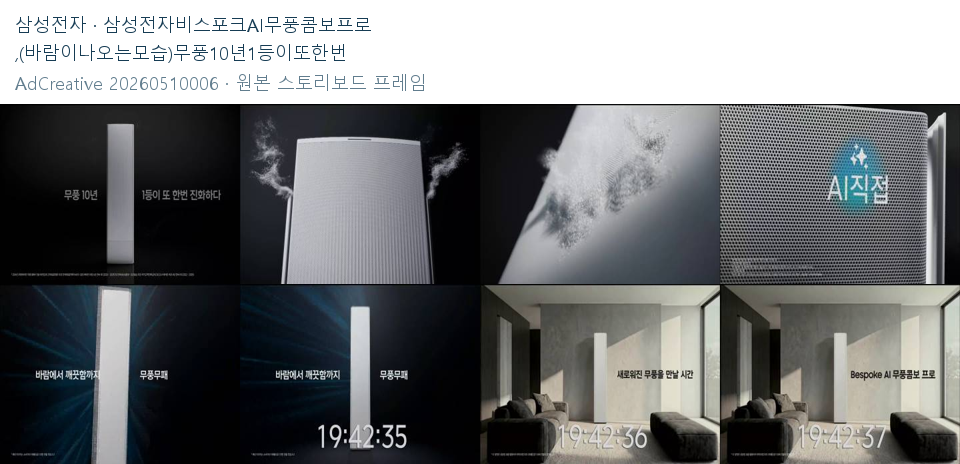 삼성전자 · 삼성전자비스포크AI무풍콤보프로
,(바람이나오는모습)무풍10년1등이또한번
AdCreative 20260510006 · 원본 스토리보드 프레임
무풍 10년 1등이 또 한번 진화하다
AI직접
바람에서 깨끗함까지 무풍무패
바람에서 깨끗함까지 무풍무패
19:42:35
새로워진 무풍을 만날 시간
19:42:36
Bespoke AI 무풍콤보 프로
19:42:37